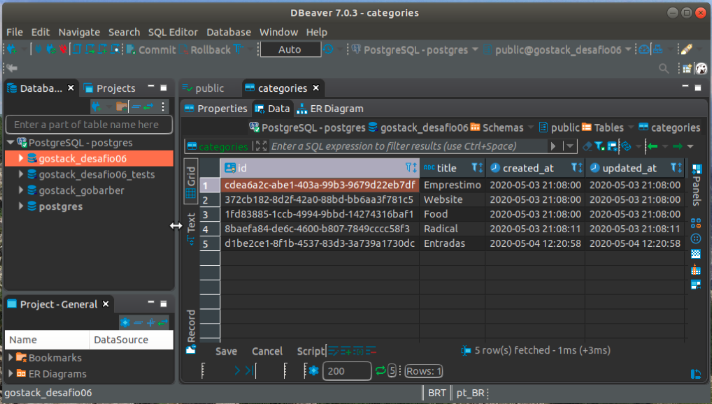 DBeaver 7.0.3 - categories
File Edit Navigate Search SQL Editor Database Window Help
Commit Rollback Auto PostgreSQL - postgres public@gostack_desafio06
Databa... Projects
Enter a part of table name here
PostgreSQL - postgres
gostack_desafio06
gostack_desafio06_tests
gostack_gobarber
postgres
Project - General
Name DataSource
Bookmarks
ER Diagrams
public categories
Properties Data ER Diagram
PostgreSQL - postgres gostack_desafio06 Schemas public Tables categories
categories Enter a SQL expression to filter results (use Ctrl+Space)
Grid
Text
Record
id ABC title created_at updated_at
1 cdea6a2c-abe1-403a-99b3-9679d22eb7df Emprestimo 2020-05-03 21:08:00 2020-05-03 21:08:00
2 372cb182-8d2f-42a0-88bd-bb6aa3f781c5 Website 2020-05-03 21:08:00 2020-05-03 21:08:00
3 1fd83885-1ccb-4994-9bbd-14274316baf1 Food 2020-05-03 21:08:00 2020-05-03 21:08:00
4 8baefa84-de6c-4600-b807-7849cccc58f3 Radical 2020-05-03 21:08:11 2020-05-03 21:08:11
5 d1be2ce1-8f1b-4537-83d3-3a739a1730dc Entradas 2020-05-04 12:20:58 2020-05-04 12:20:58
Panels
Save Cancel Script 5 row(s) fetched - 1ms (+3ms)
200 5 Rows: 1
gostack_desafio06 BRT pt_BR